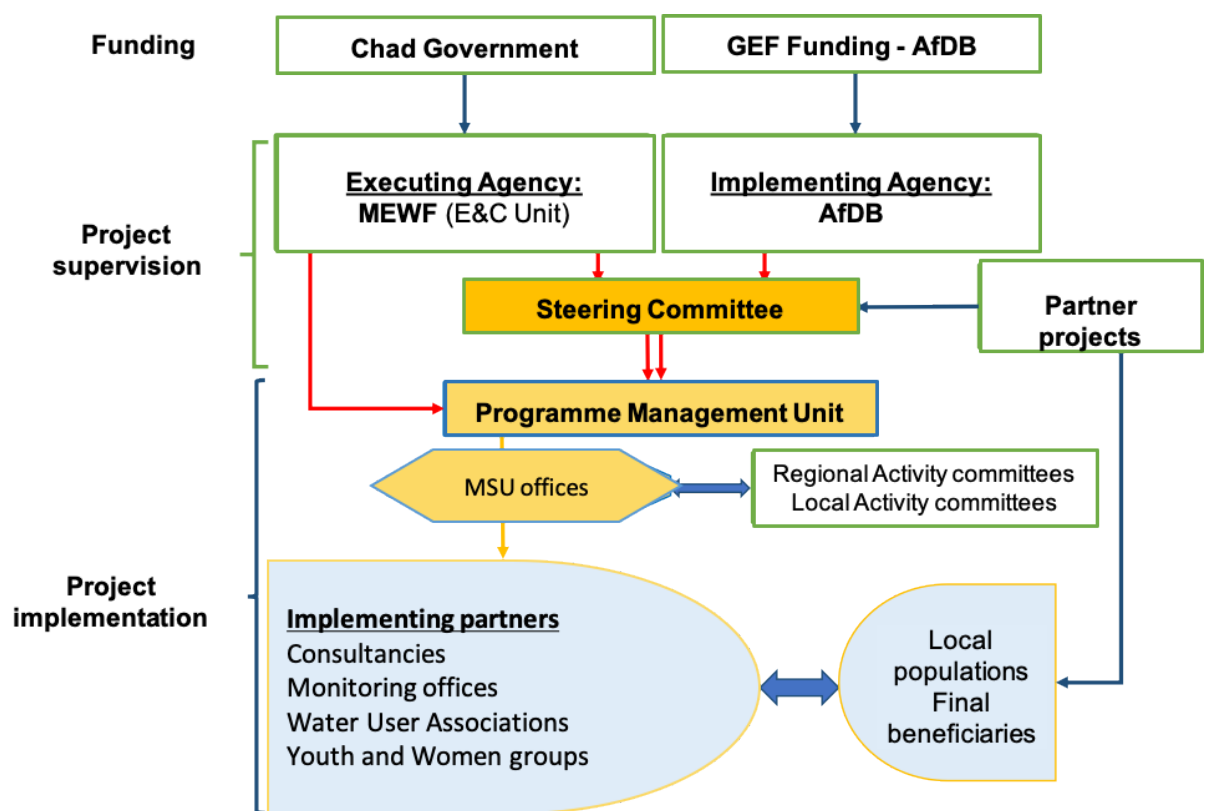 Funding
Chad Government
GEF Funding - AfDB
Executing Agency:
MEWF (E&C Unit)
Implementing Agency:
AfDB
Project
supervision
Steering Committee
Partner
projects
Programme Management Unit
MSU offices
Regional Activity committees
Local Activity committees
Project
implementation
Implementing partners
Consultancies
Monitoring offices
Water User Associations
Youth and Women groups
Local
populations
Final
beneficiaries